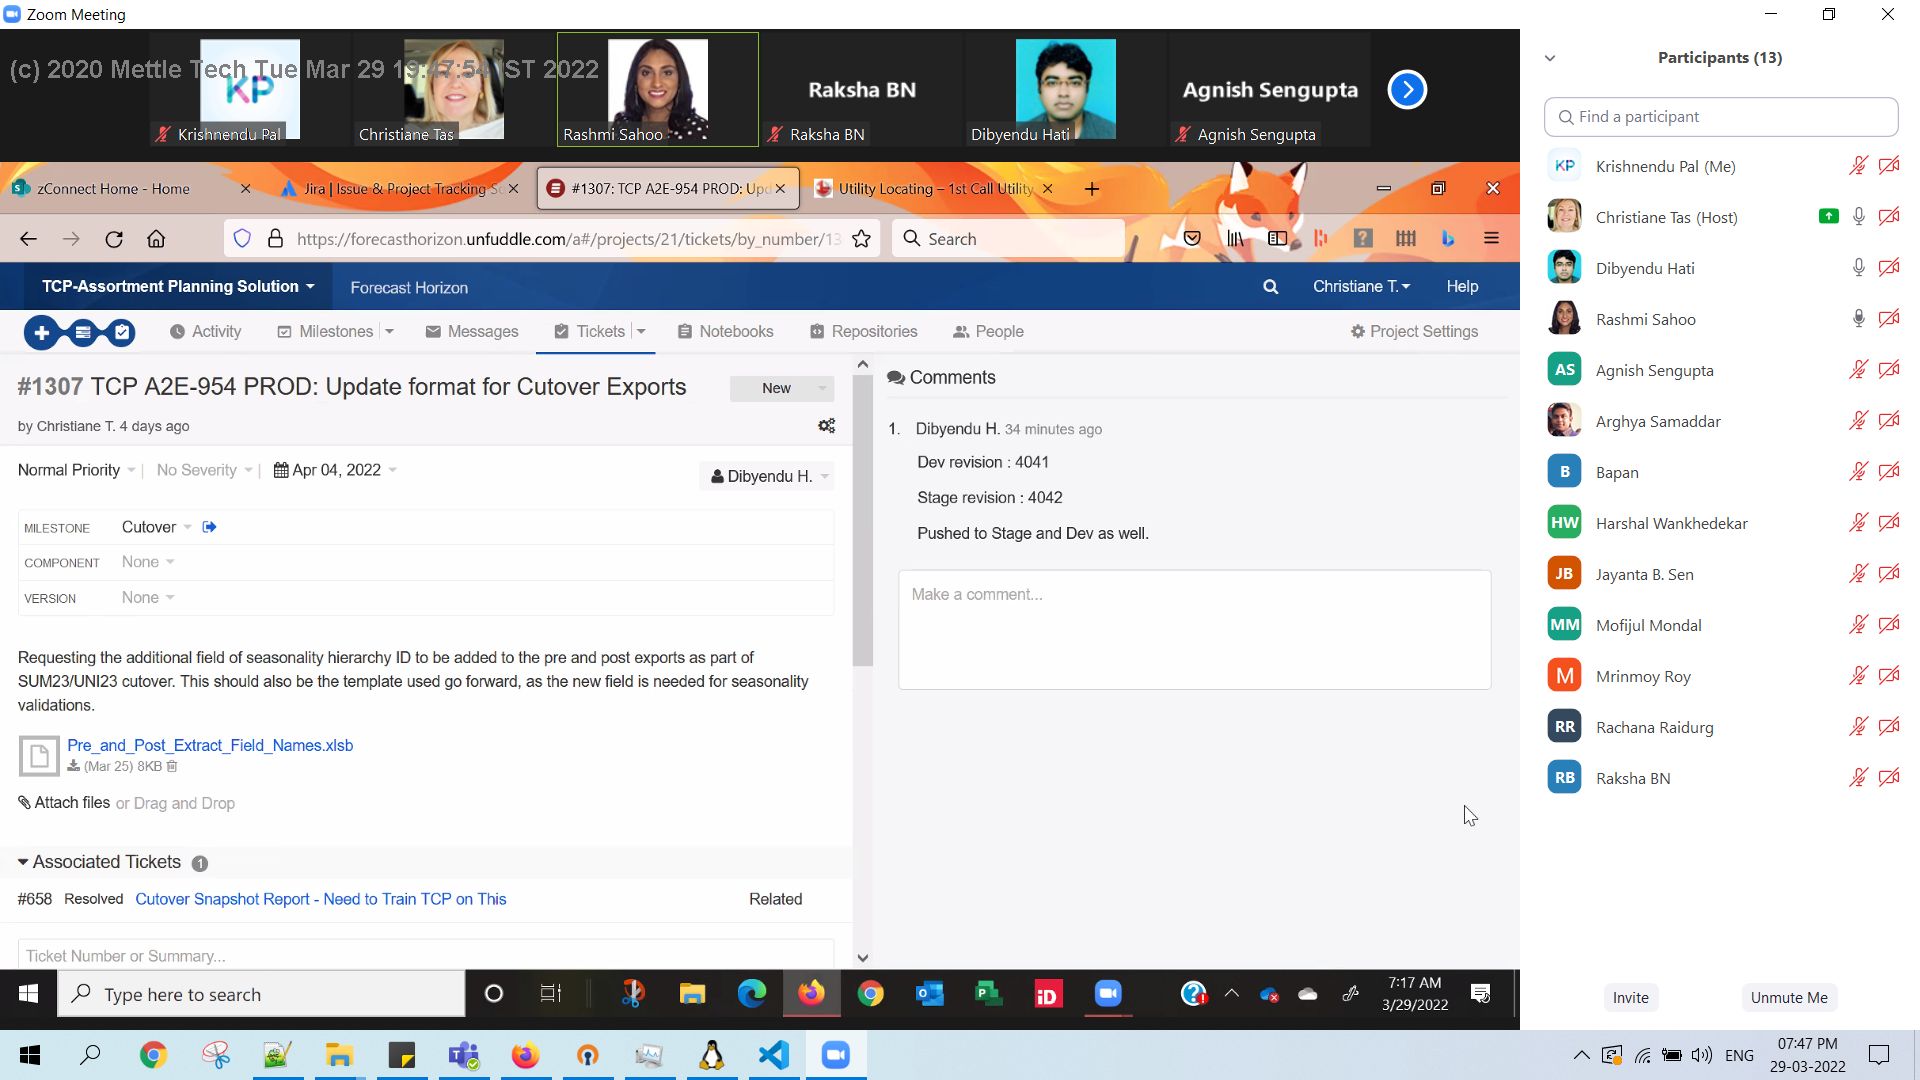 Zoom Meeting
(c) 2020 Mettle Tech Tue Mar 29 19:47:54 IST 2022
KP
Krishnendu Pal
Christiane Tas
Rashmi Sahoo
Raksha BN
Raksha BN
Dibyendu Hati
Agnish Sengupta
Agnish Sengupta
zConnect Home - Home
Jira | Issue & Project Tracking So
#1307: TCP A2E-954 PROD: Upd
Utility Locating – 1st Call Utility
https://forecasthorizon.unfuddle.com/a#/projects/21/tickets/by_number/13
Search
TCP-Assortment Planning Solution
Forecast Horizon
Christiane T.
Help
Activity
Milestones
Messages
Tickets
Notebooks
Repositories
People
Project Settings
#1307 TCP A2E-954 PROD: Update format for Cutover Exports
New
by Christiane T. 4 days ago
Normal Priority
No Severity
Apr 04, 2022
Dibyendu H.
MILESTONE Cutover
COMPONENT None
VERSION None
Requesting the additional field of seasonality hierarchy ID to be added to the pre and post exports as part of
SUM23/UNI23 cutover. This should also be the template used go forward, as the new field is needed for seasonality
validations.
Pre_and_Post_Extract_Field_Names.xlsb
(Mar 25) 8KB
Attach files or Drag and Drop
Associated Tickets 1
#658 Resolved Cutover Snapshot Report - Need to Train TCP on This Related
Ticket Number or Summary...
Comments
1. Dibyendu H. 34 minutes ago
Dev revision : 4041
Stage revision : 4042
Pushed to Stage and Dev as well.
Make a comment...
Type here to search
7:17 AM
3/29/2022
Participants (13)
Find a participant
KP Krishnendu Pal (Me)
Christiane Tas (Host)
Dibyendu Hati
Rashmi Sahoo
AS Agnish Sengupta
Arghya Samaddar
B Bapan
HW Harshal Wankhedekar
JB Jayanta B. Sen
MM Mofijul Mondal
M Mrinmoy Roy
RR Rachana Raidurg
RB Raksha BN
Invite
Unmute Me
ENG
07:47 PM
29-03-2022